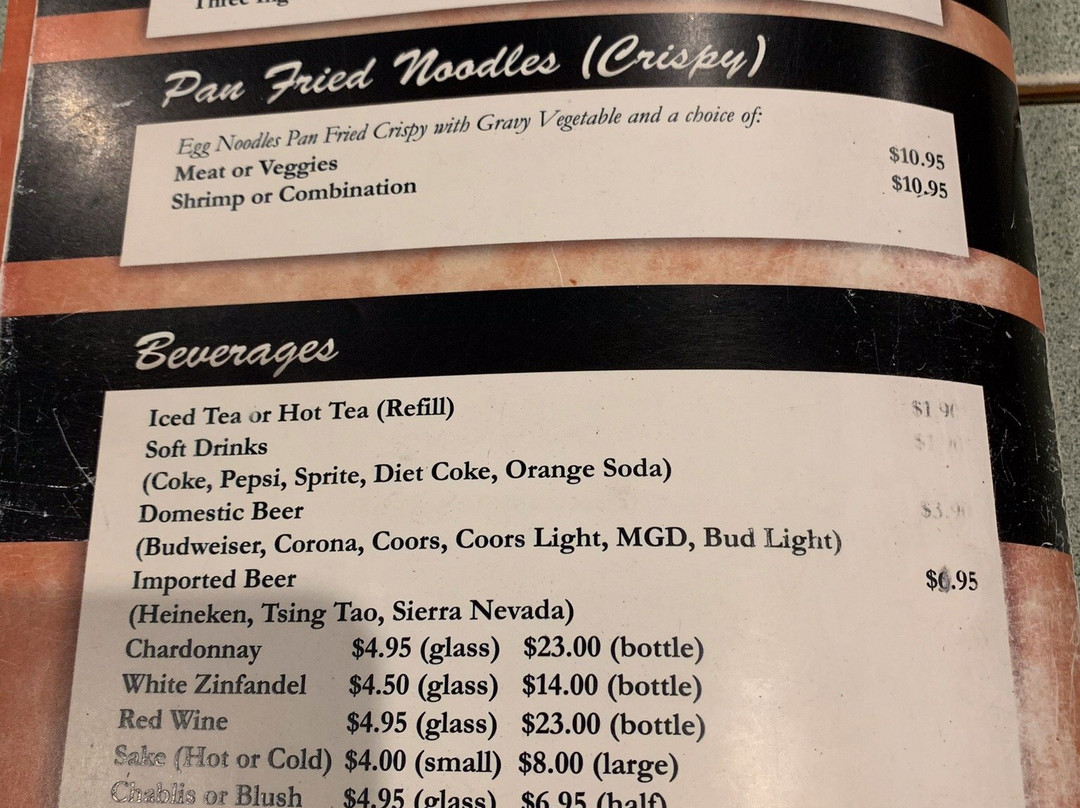 Pan Fried Noodles (Crispy)
Egg Noodles Pan Fried Crispy with Gravy Vegetable and a choice of:
Meat or Veggies $10.95
Shrimp or Combination $10.95
Beverages
Iced Tea or Hot Tea (Refill)
Soft Drinks
(Coke, Pepsi, Sprite, Diet Coke, Orange Soda)
Domestic Beer
(Budweiser, Corona, Coors, Coors Light, MGD, Bud Light)
Imported Beer
(Heineken, Tsing Tao, Sierra Nevada)
Chardonnay $4.95 (glass) $23.00 (bottle)
White Zinfandel $4.50 (glass) $14.00 (bottle)
Red Wine $4.95 (glass) $23.00 (bottle)
Sake (Hot or Cold) $4.00 (small) $8.00 (large)
Chablis or Blush $4.95 (glass) $6.95 (half)